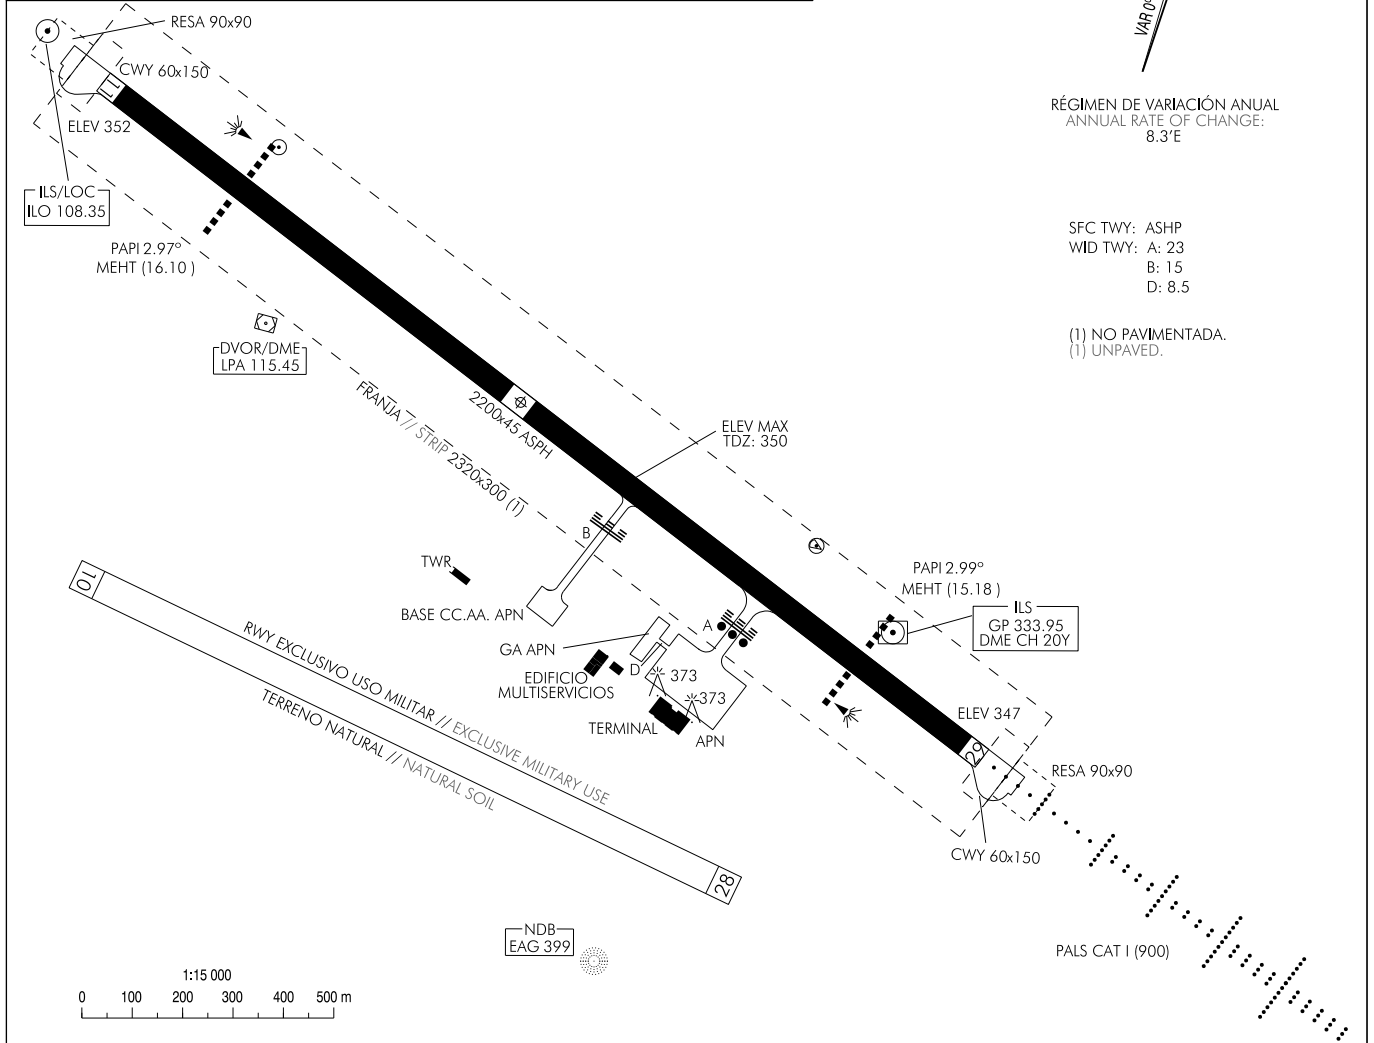 RESA 90x90
CWY 60x150
11
ELEV 352
ILS/LOC
ILO 108.35
PAPI 2.97º
MEHT (16.10 )
DVOR/DME
LPA 115.45
FRANJA // STRIP 2320x300 (1)
2200x45 ASPH
RÉGIMEN DE VARIACIÓN ANUAL
ANNUAL RATE OF CHANGE:
8.3'E
SFC TWY: ASHP
WID TWY: A: 23
B: 15
D: 8.5
(1) NO PAVIMENTADA.
(1) UNPAVED.
ELEV MAX
TDZ: 350
B
TWR
BASE CC.AA. APN
PAPI 2.99º
MEHT (15.18 )
ILS
GP 333.95
DME CH 20Y
A
GA APN
D
EDIFICIO
MULTISERVICIOS
373
373
TERMINAL
APN
ELEV 347
29
RESA 90x90
CWY 60x150
10
RWY EXCLUSIVO USO MILITAR // EXCLUSIVE MILITARY USE
TERRENO NATURAL // NATURAL SOIL
28
NDB
EAG 399
PALS CAT I (900)
1:15 000
0 100 200 300 400 500 m